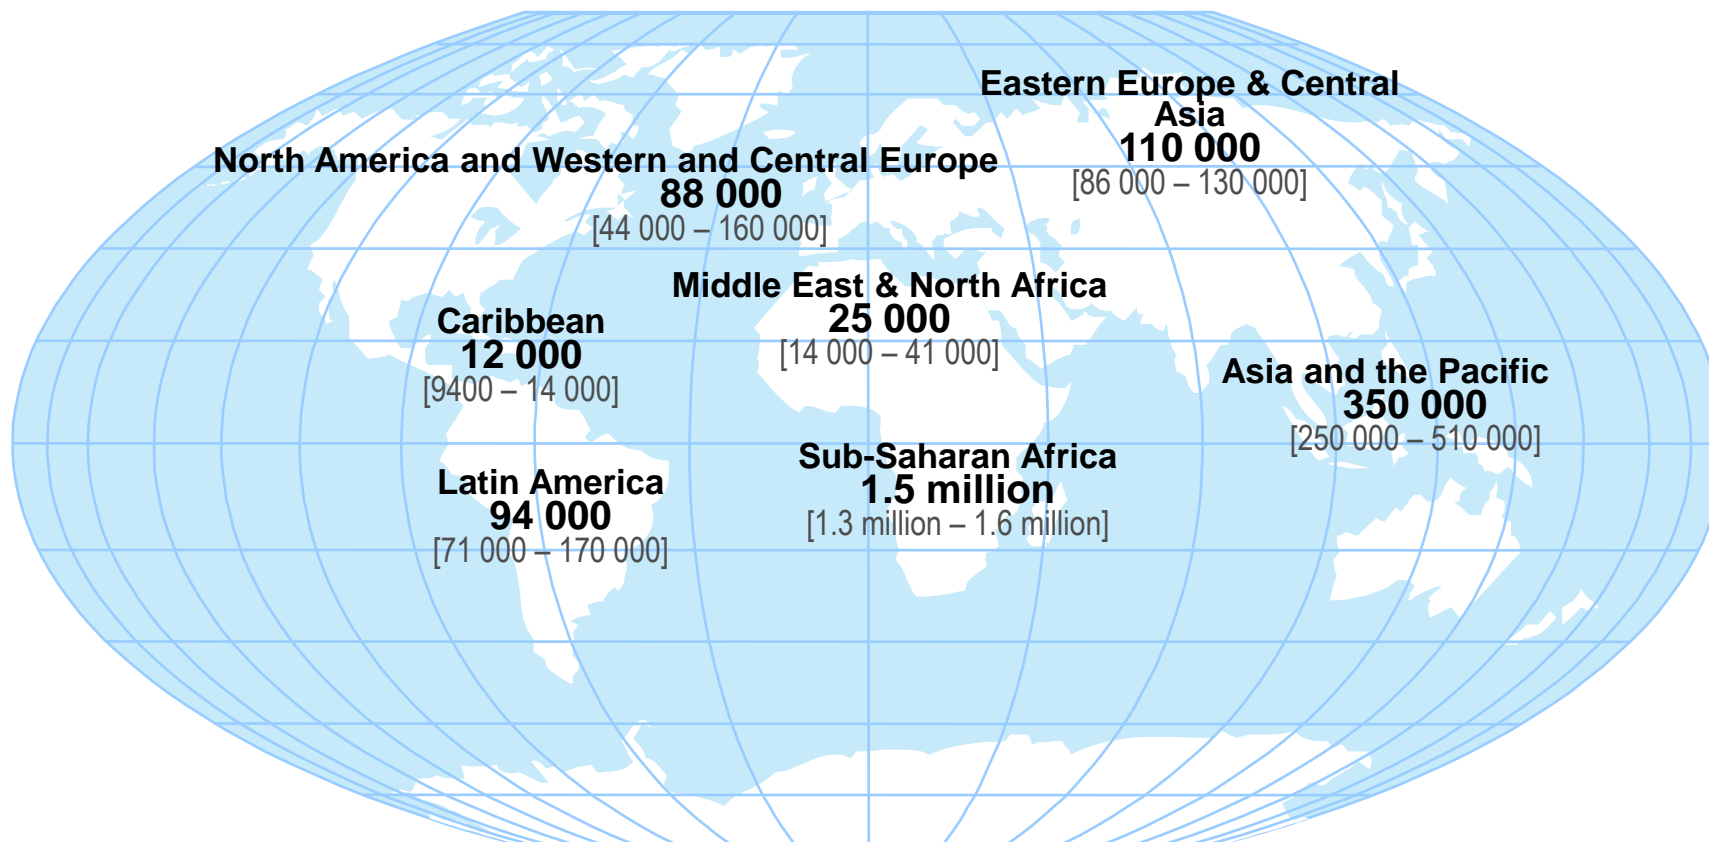 Eastern Europe & Central
Asia
110 000
[86 000 – 130 000]
North America and Western and Central Europe
88 000
[44 000 – 160 000]
Middle East & North Africa
25 000
[14 000 – 41 000]
Caribbean
12 000
[9400 – 14 000]
Asia and the Pacific
350 000
[250 000 – 510 000]
Sub-Saharan Africa
1.5 million
[1.3 million – 1.6 million]
Latin America
94 000
[71 000 – 170 000]